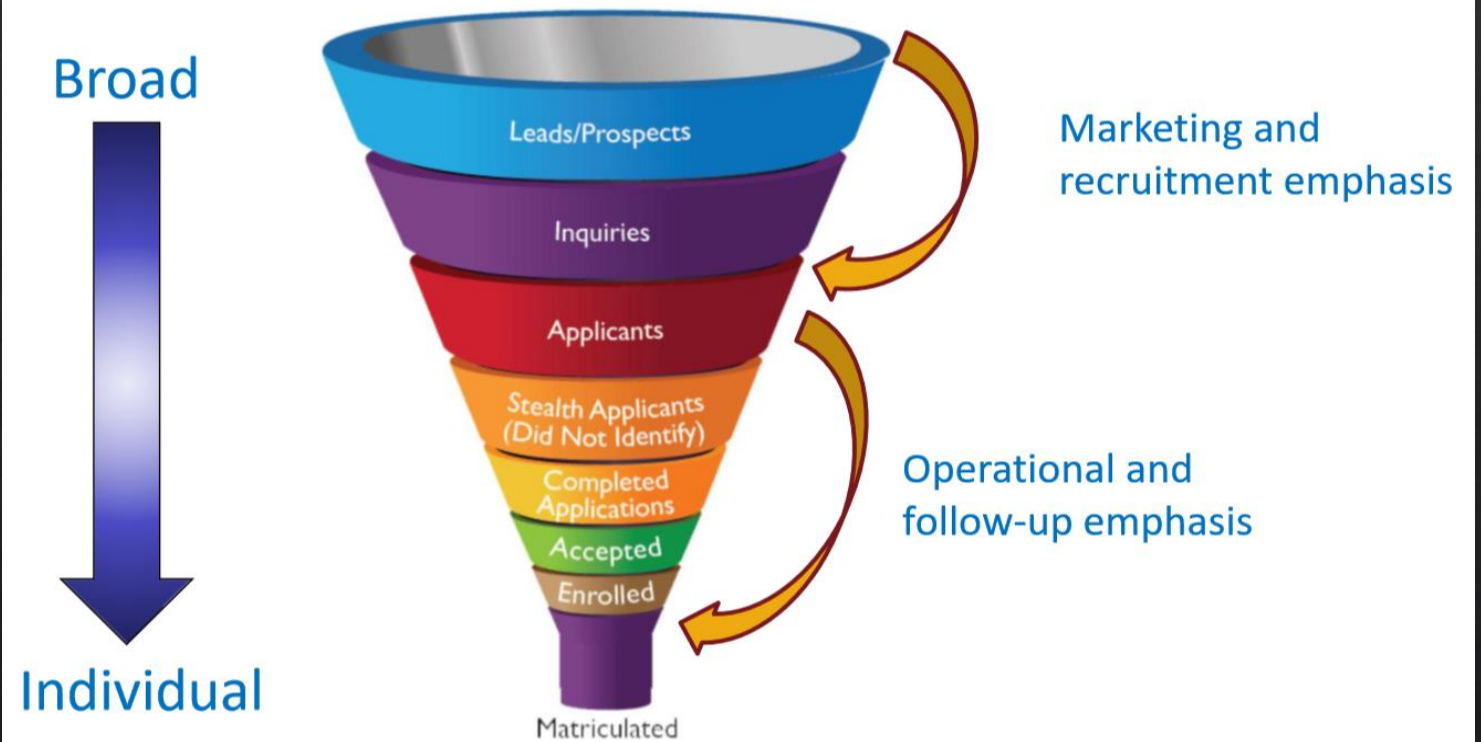 Broad
Individual
Leads/Prospects
Inquiries
Applicants
Stealth Applicants
(Did Not Identify)
Completed
Applications
Accepted
Enrolled
Matriculated
Marketing and
recruitment emphasis
Operational and
follow-up emphasis